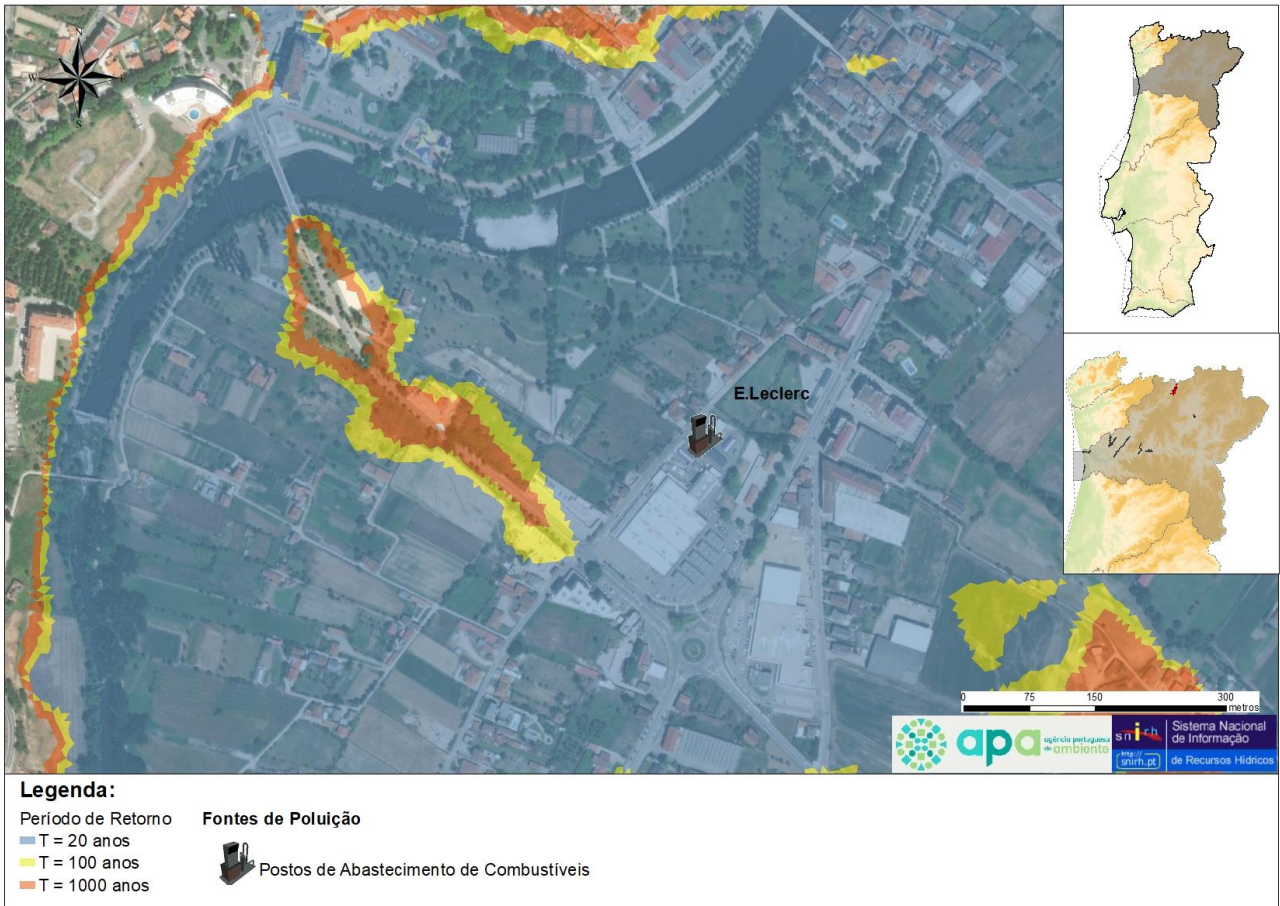 N
W
S
E.Leclerc
0 75 150 300
metros
apa agência portuguesa do ambiente
snirh
http://
snirh.pt
Sistema Nacional
de Informação
de Recursos Hídricos
Legenda:
Período de Retorno
T = 20 anos
T = 100 anos
T = 1000 anos
Fontes de Poluição
Postos de Abastecimento de Combustíveis